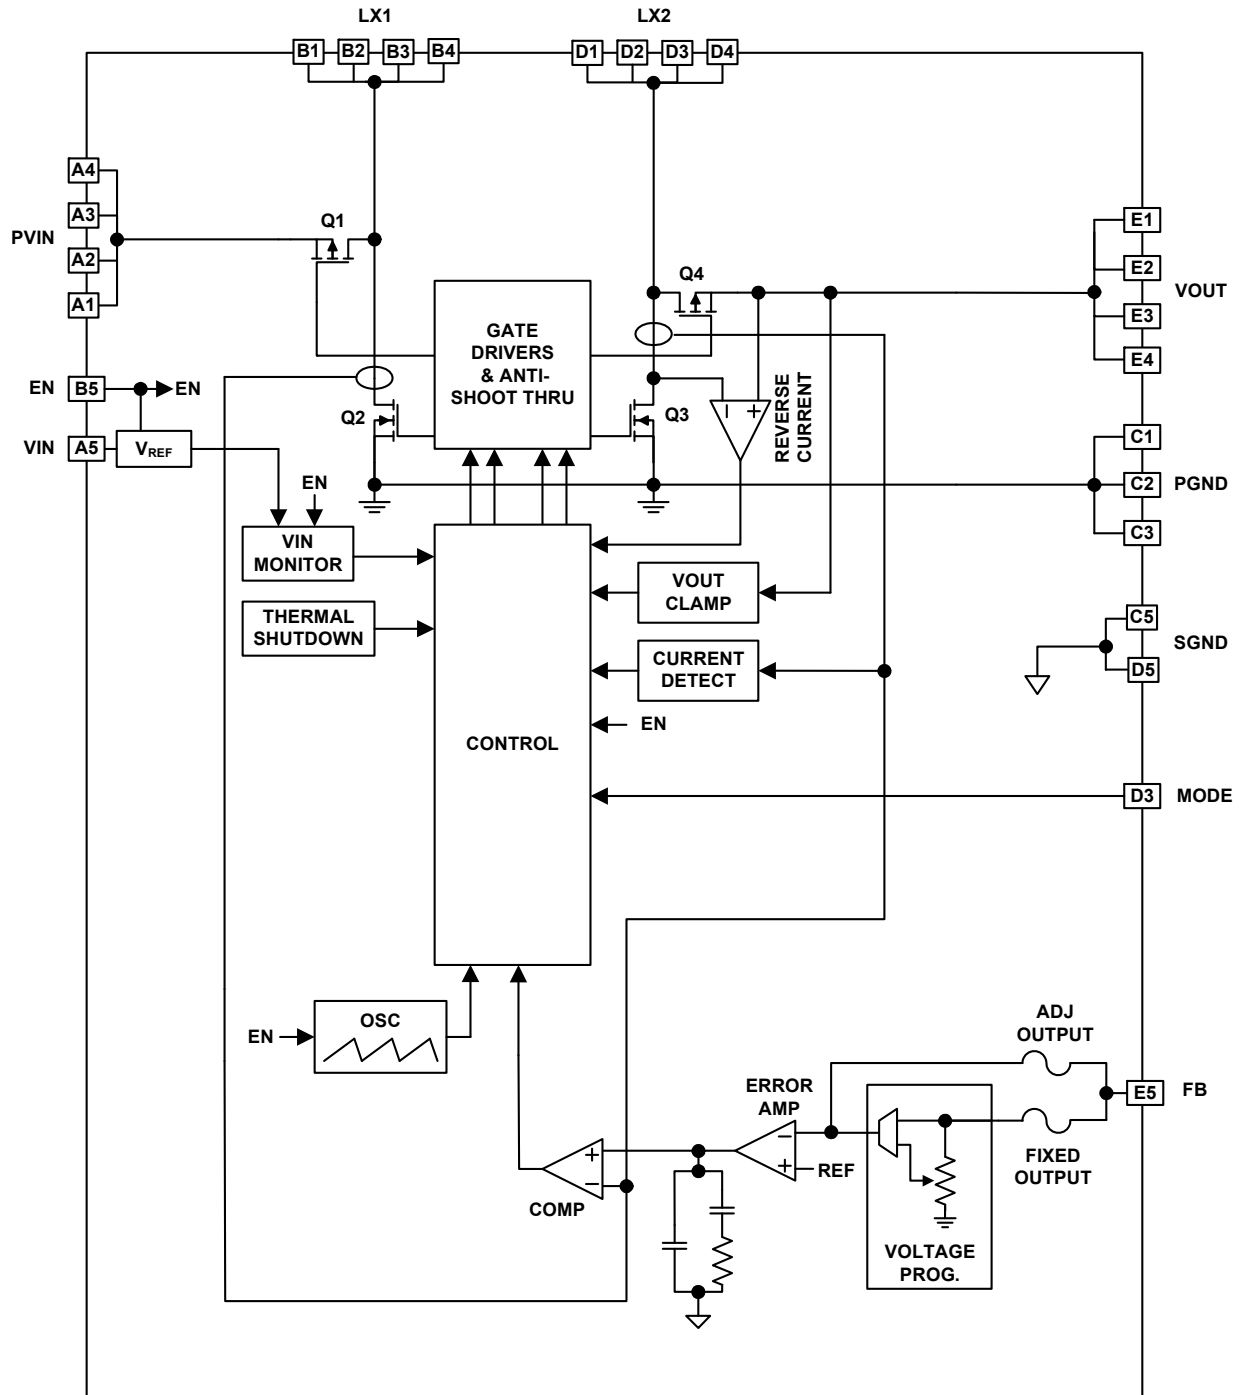 LX1
LX2
B1
B2
B3
B4
D1
D2
D3
D4
A4
A3
PVIN
A2
A1
Q1
Q4
E1
E2
VOUT
E3
E4
GATE
DRIVERS
& ANTI-
SHOOT THRU
EN
B5
EN
VIN
A5
VREF
Q2
Q3
REVERSE
CURRENT
C1
C2
PGND
C3
EN
VIN
MONITOR
THERMAL
SHUTDOWN
VOUT
CLAMP
CURRENT
DETECT
EN
CONTROL
C5
SGND
D5
D3
MODE
EN
OSC
ADJ
OUTPUT
E5
FB
ERROR
AMP
REF
FIXED
OUTPUT
COMP
VOLTAGE
PROG.